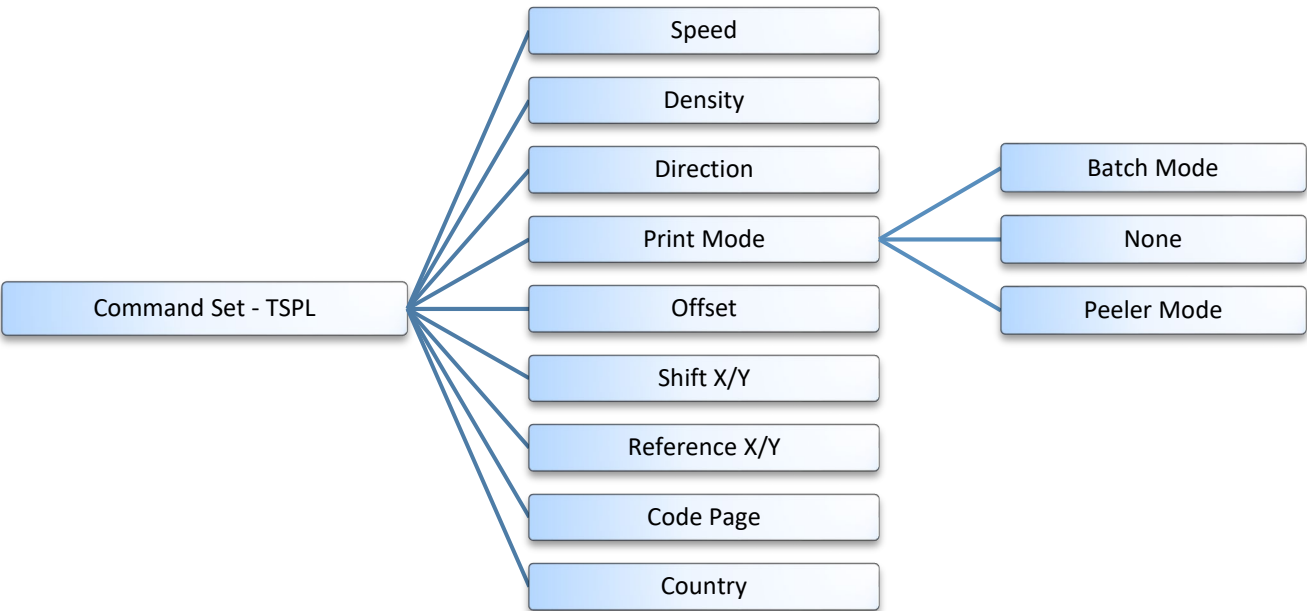 Command Set - TSPL
Speed
Density
Direction
Print Mode
Offset
Shift X/Y
Reference X/Y
Code Page
Country
Batch Mode
None
Peeler Mode